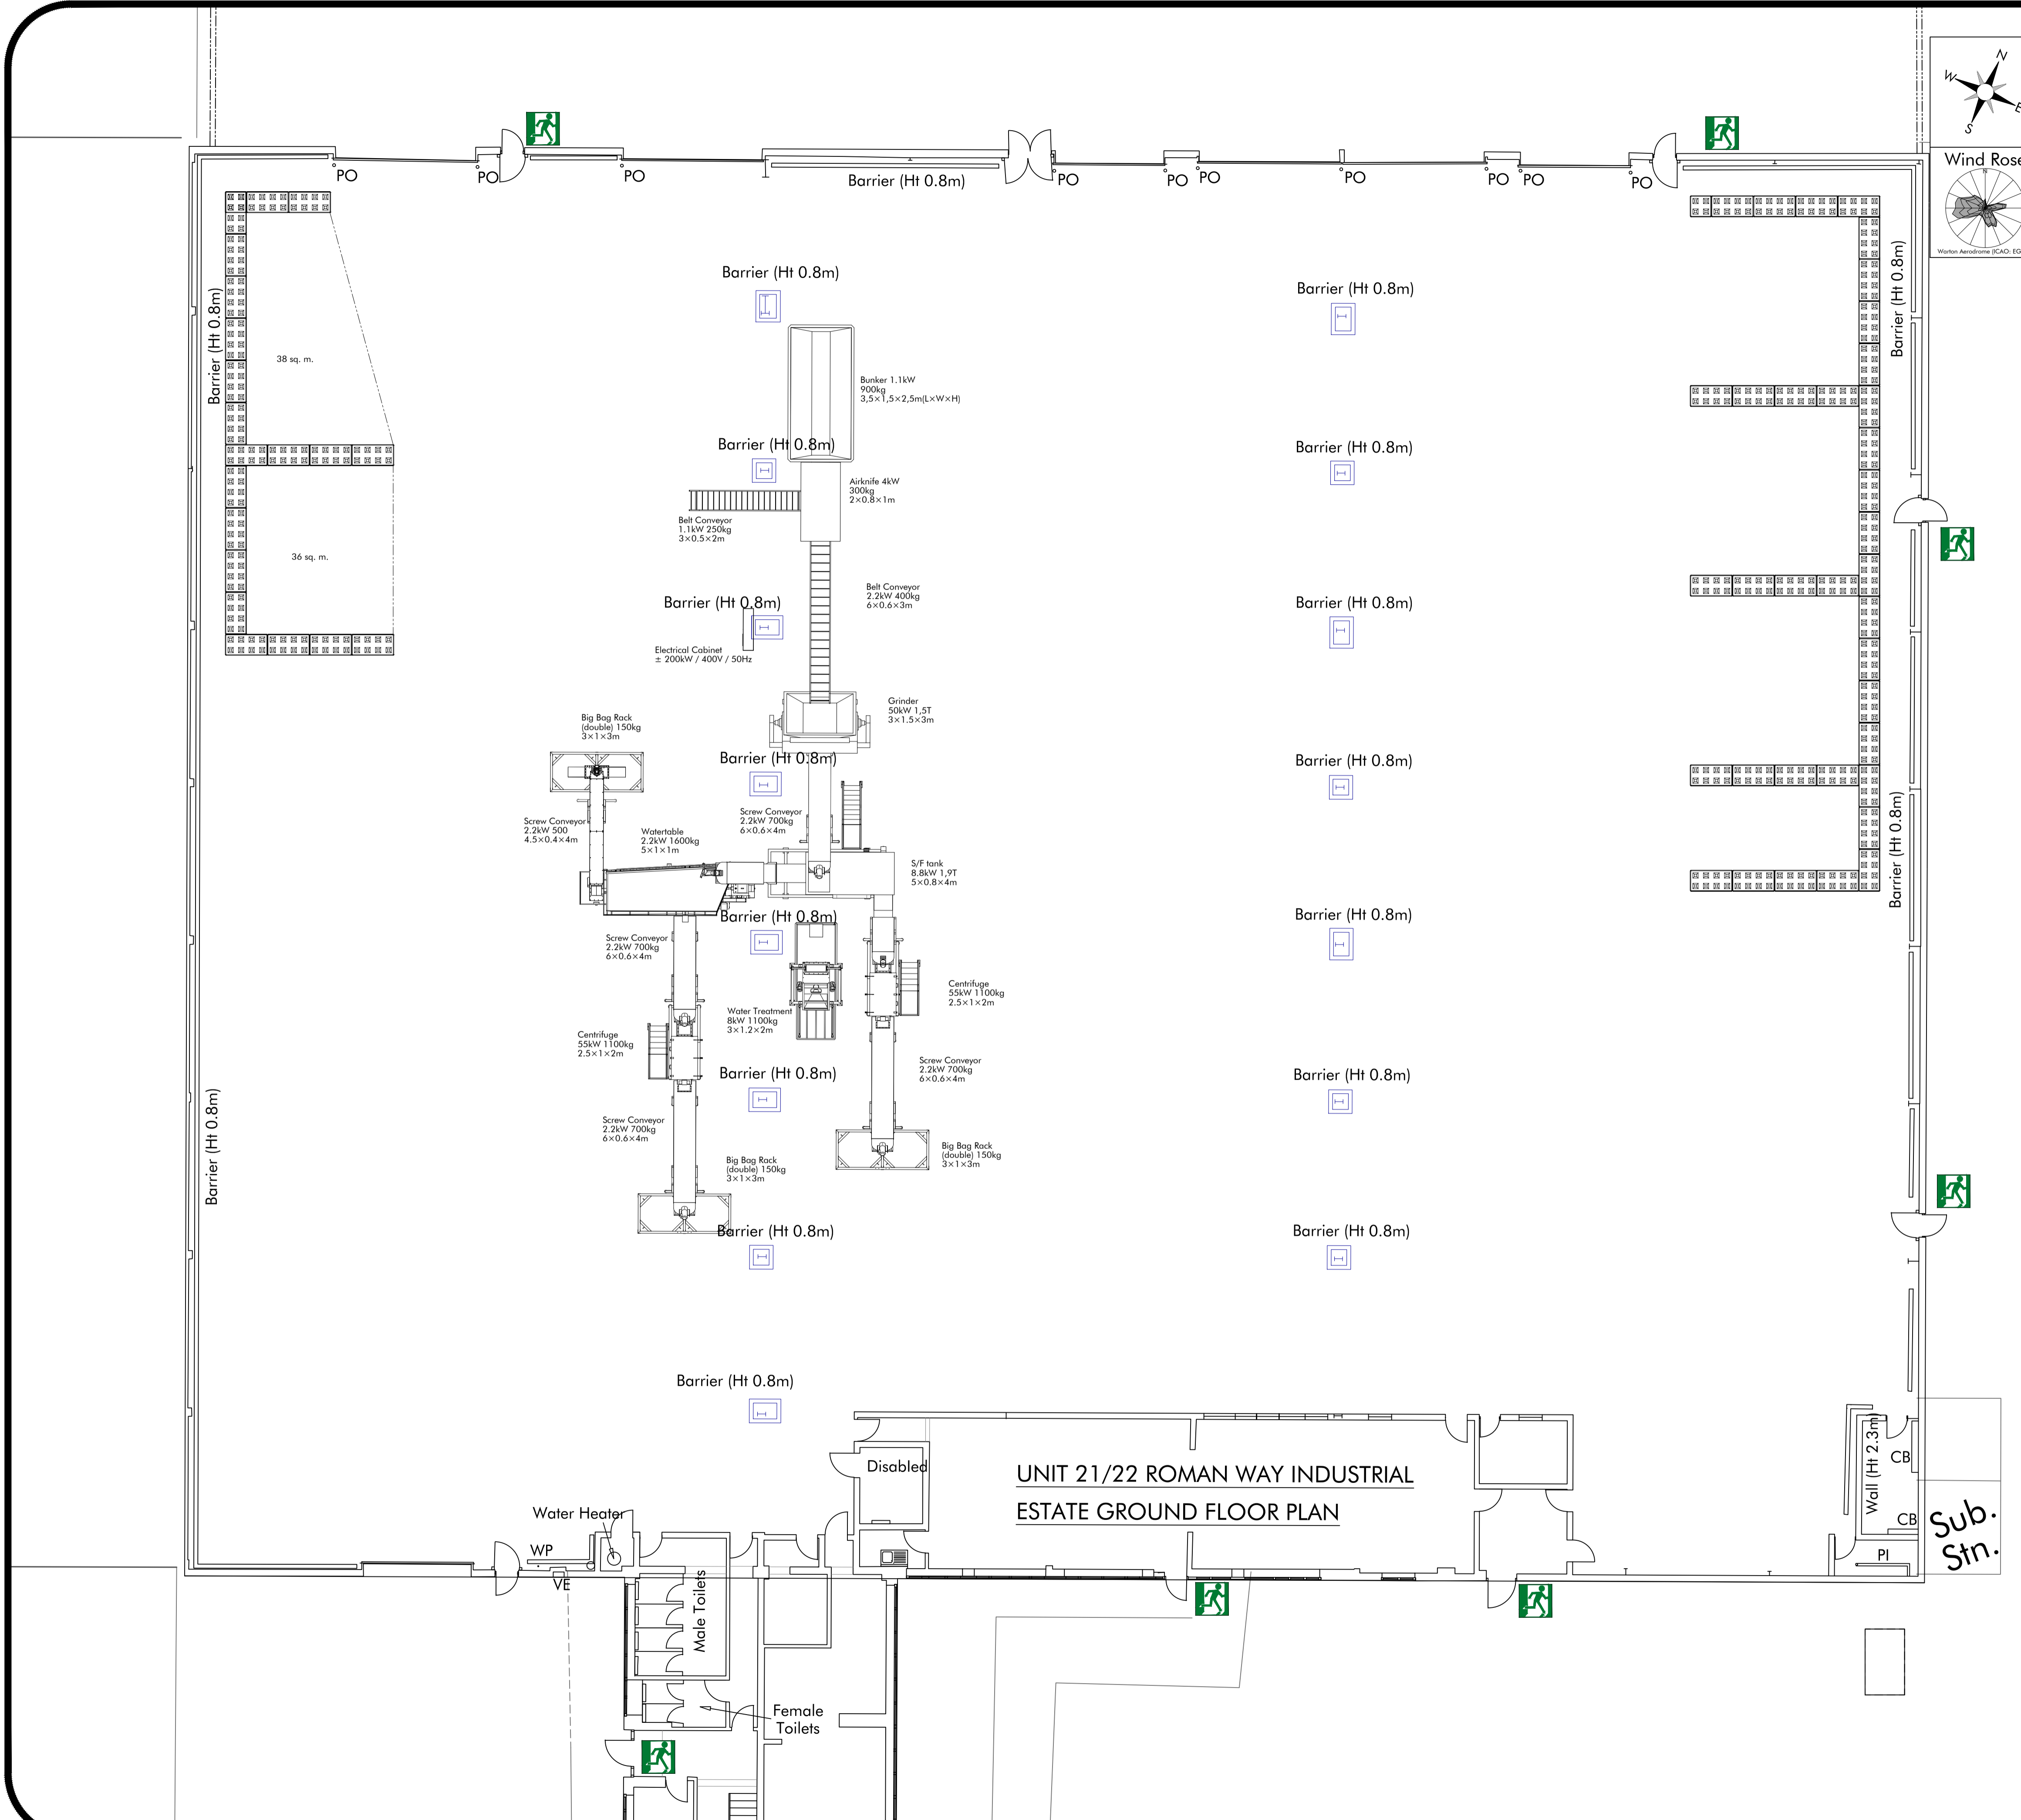 N
W
E
S
Wind Rose
N
Warton Aerodrome (ICAO: EG
PO
PO
PO
Barrier (Ht 0.8m)
PO
PO
PO
PO
PO
PO
PO
Barrier (Ht 0.8m)
Barrier (Ht 0.8m)
Barrier (Ht 0.8m)
Barrier (Ht 0.8m)
38 sq. m.
Bunker 1.1kW
900kg
3,5×1,5×2,5m(L×W×H)
Barrier (Ht 0.8m)
Barrier (Ht 0.8m)
Airknife 4kW
300kg
2×0.8×1m
Belt Conveyor
1.1kW 250kg
3×0.5×2m
36 sq. m.
Belt Conveyor
2.2kW 400kg
6×0.6×3m
Barrier (Ht 0.8m)
Barrier (Ht 0.8m)
Electrical Cabinet
± 200kW / 400V / 50Hz
Grinder
50kW 1,5T
3×1.5×3m
Big Bag Rack
(double) 150kg
3×1×3m
Barrier (Ht 0.8m)
Barrier (Ht 0.8m)
Screw Conveyor
2.2kW 500
4.5×0.4×4m
Watertable
2.2kW 1600kg
5×1×1m
Screw Conveyor
2.2kW 700kg
6×0.6×4m
Barrier (Ht 0.8m)
S/F tank
8.8kW 1,9T
5×0.8×4m
Barrier (Ht 0.8m)
Barrier (Ht 0.8m)
Screw Conveyor
2.2kW 700kg
6×0.6×4m
Centrifuge
55kW 1100kg
2.5×1×2m
Water Treatment
8kW 1100kg
3×1.2×2m
Centrifuge
55kW 1100kg
2.5×1×2m
Screw Conveyor
2.2kW 700kg
6×0.6×4m
Barrier (Ht 0.8m)
Barrier (Ht 0.8m)
Barrier (Ht 0.8m)
Screw Conveyor
2.2kW 700kg
6×0.6×4m
Big Bag Rack
(double) 150kg
3×1×3m
Big Bag Rack
(double) 150kg
3×1×3m
Barrier (Ht 0.8m)
Barrier (Ht 0.8m)
Barrier (Ht 0.8m)
Disabled
UNIT 21/22 ROMAN WAY INDUSTRIAL
ESTATE GROUND FLOOR PLAN
Wall (Ht 2.3m)
CB
CB
Sub.
Stn.
PI
Water Heater
WP
VE
Male Toilets
Female
Toilets